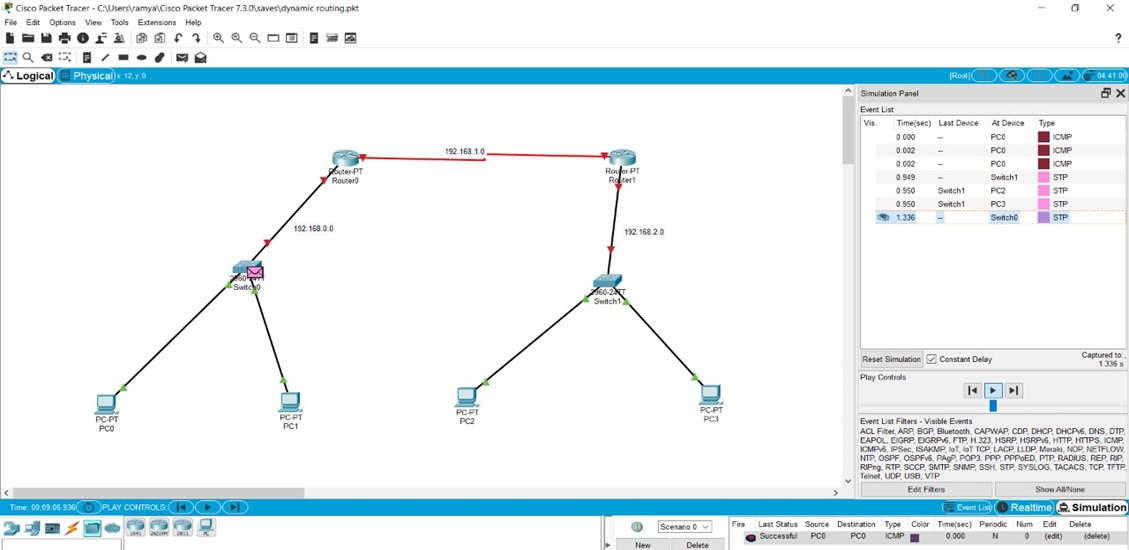 Cisco Packet Tracer - C:\Users\ramya\Cisco Packet Tracer 7.3.0\saves\dynamic routing.pkt
File Edit Options View Tools Extensions Help
?
Logical Physical x: 12, y: 0 [Root] 04:41:00
Simulation Panel
Event List
Vis. Time(sec) Last Device At Device Type
0.000 -- PC0 ICMP
0.002 -- PC0 ICMP
0.002 -- PC0 ICMP
0.949 -- Switch1 STP
0.950 Switch1 PC2 STP
0.950 Switch1 PC3 STP
1.336 -- Switch0 STP
192.168.1.0
Router-PT
Router0
Router-PT
Router1
192.168.0.0
192.168.2.0
2960-24TT
Switch0
2960-24TT
Switch1
PC-PT
PC0
PC-PT
PC1
PC-PT
PC2
PC-PT
PC3
Reset Simulation Constant Delay Captured to:
1.336 s
Play Controls
Event List Filters - Visible Events
ACL Filter, ARP, BGP, Bluetooth, CAPWAP, CDP, DHCP, DHCPv6, DNS, DTP,
EAPOL, EIGRP, EIGRPv6, FTP, H.323, HSRP, HSRPv6, HTTP, HTTPS, ICMP,
ICMPv6, IPSec, ISAKMP, IoT, IoT TCP, LACP, LLDP, Meraki, NDP, NETFLOW,
NTP, OSPF, OSPFv6, PAgP, POP3, PPP, PPPoED, PTP, RADIUS, REP, RIP,
RIPng, RTP, SCCP, SMTP, SNMP, SSH, STP, SYSLOG, TACACS, TCP, TFTP,
Telnet, UDP, USB, VTP
Edit Filters Show All/None
Time: 00:09:06.936 PLAY CONTROLS: Event List Realtime Simulation
Scenario 0
New Delete
Fire Last Status Source Destination Type Color Time(sec) Periodic Num Edit Delete
Successful PC0 PC0 ICMP 0.000 N 0 (edit) (delete)